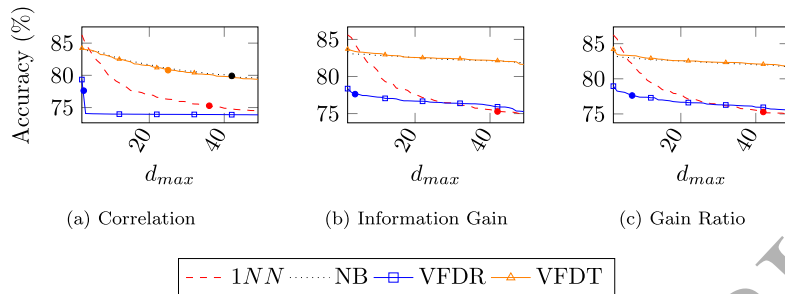 Accuracy (%)
85
80
75
20
40
d_max
(a) Correlation
85
80
75
20
40
d_max
(b) Information Gain
85
80
75
20
40
d_max
(c) Gain Ratio
1NN NB VFDR VFDT